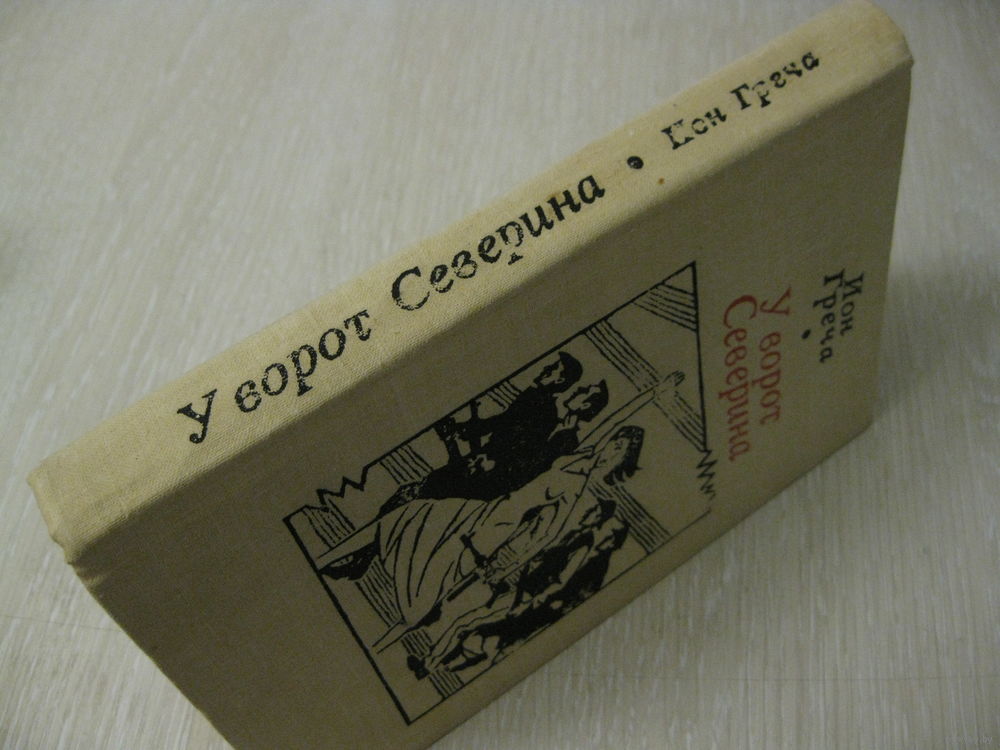 У ворот Северина • Ион Греча
Ион
Греча
У ворот
Северина